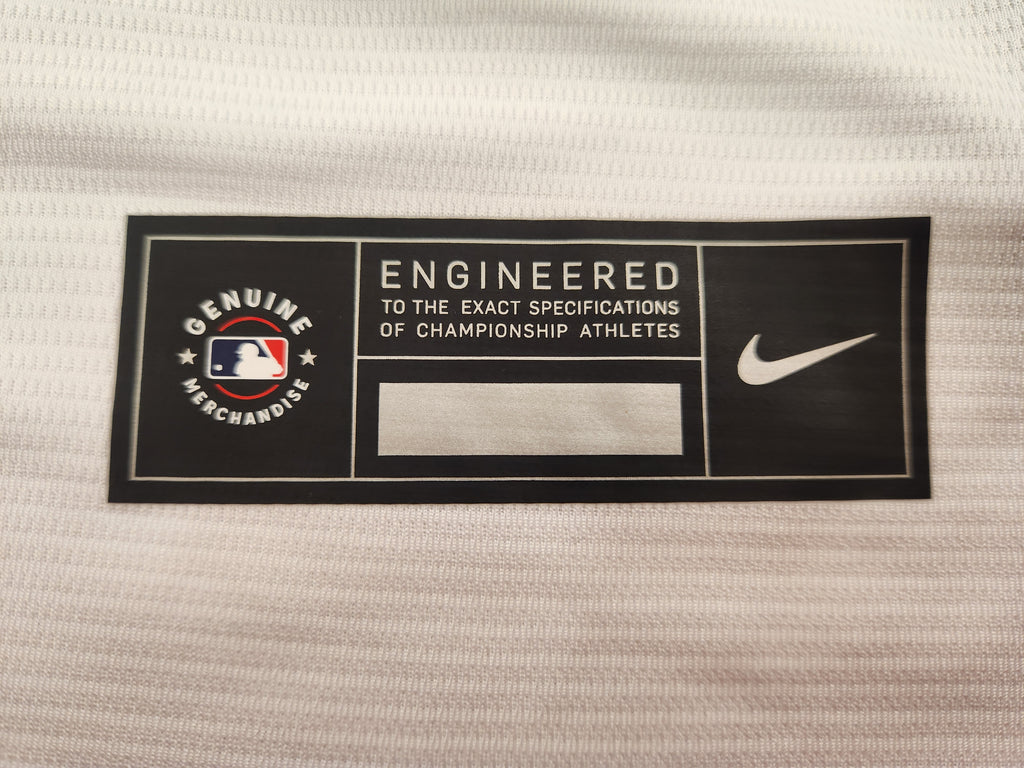 GENUINE
MERCHANDISE
ENGINEERED
TO THE EXACT SPECIFICATIONS
OF CHAMPIONSHIP ATHLETES